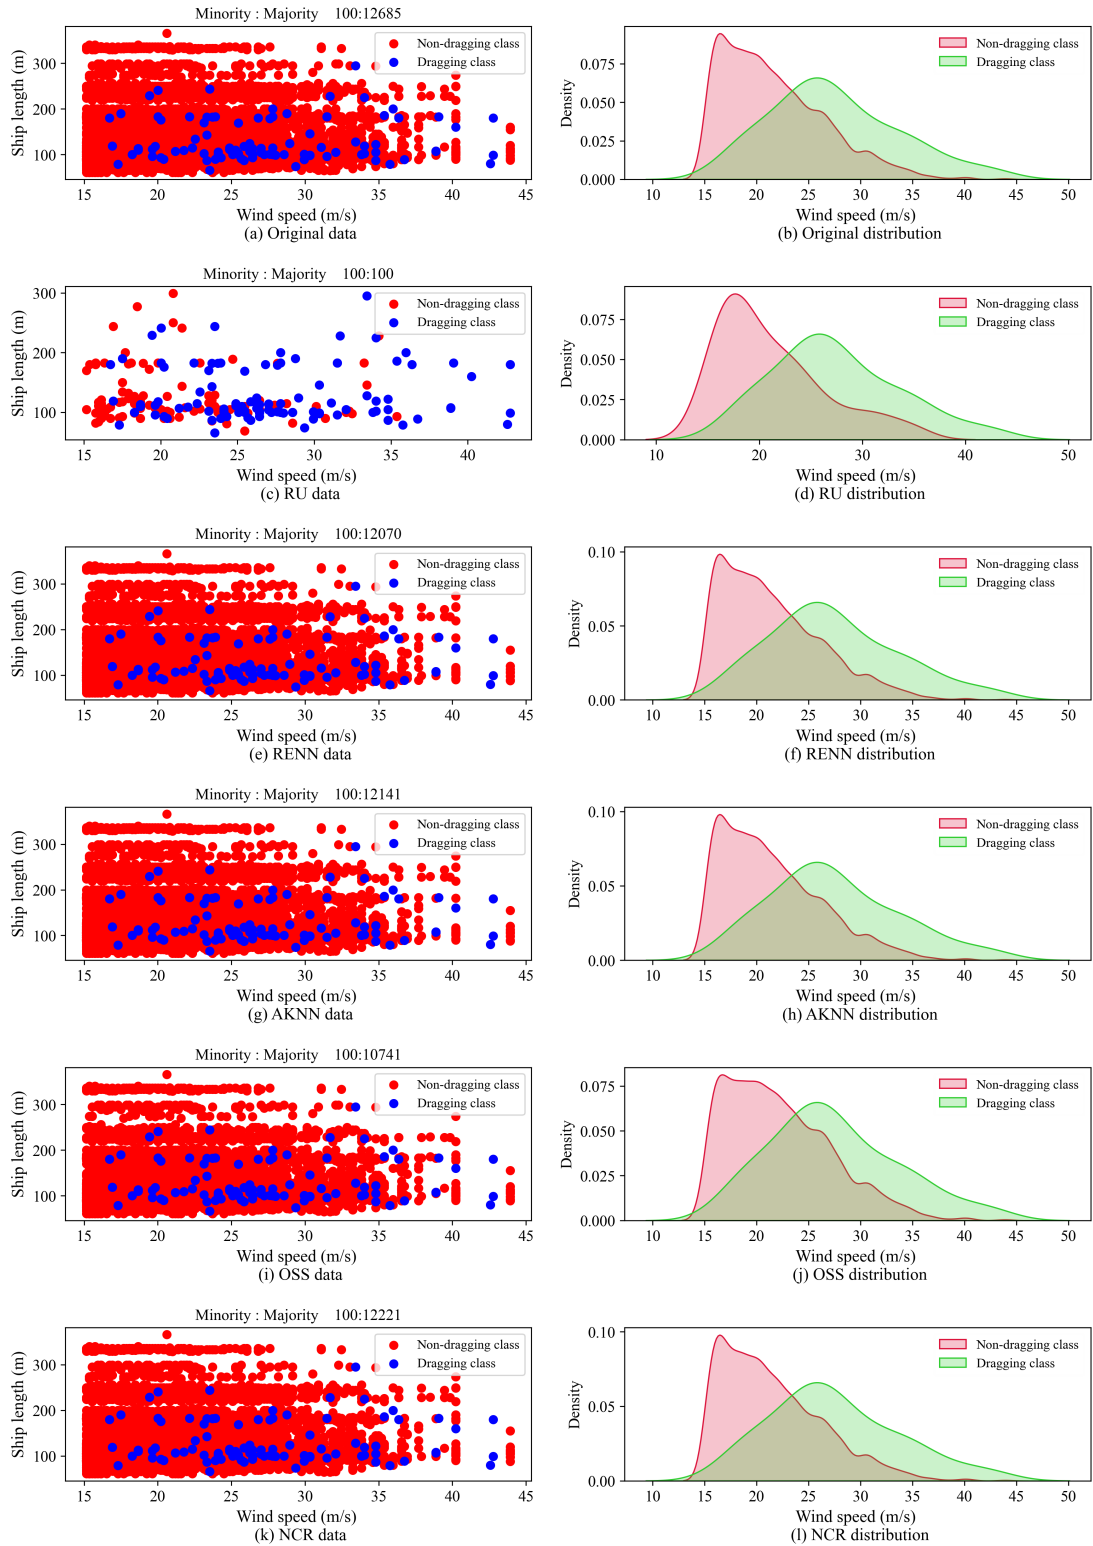 Minority : Majority 100:12685
Ship length (m)
300
200
100
Non-dragging class
Dragging class
15 20 25 30 35 40 45
Wind speed (m/s)
(a) Original data
Density
0.075
0.050
0.025
0.000
Non-dragging class
Dragging class
10 15 20 25 30 35 40 45 50
Wind speed (m/s)
(b) Original distribution
Minority : Majority 100:100
Ship length (m)
300
200
100
Non-dragging class
Dragging class
15 20 25 30 35 40
Wind speed (m/s)
(c) RU data
Density
0.075
0.050
0.025
0.000
Non-dragging class
Dragging class
10 20 30 40 50
Wind speed (m/s)
(d) RU distribution
Minority : Majority 100:12070
Ship length (m)
300
200
100
Non-dragging class
Dragging class
15 20 25 30 35 40 45
Wind speed (m/s)
(e) RENN data
Density
0.10
0.05
0.00
Non-dragging class
Dragging class
10 15 20 25 30 35 40 45 50
Wind speed (m/s)
(f) RENN distribution
Minority : Majority 100:12141
Ship length (m)
300
200
100
Non-dragging class
Dragging class
15 20 25 30 35 40 45
Wind speed (m/s)
(g) AKNN data
Density
0.10
0.05
0.00
Non-dragging class
Dragging class
10 15 20 25 30 35 40 45 50
Wind speed (m/s)
(h) AKNN distribution
Minority : Majority 100:10741
Ship length (m)
300
200
100
Non-dragging class
Dragging class
15 20 25 30 35 40 45
Wind speed (m/s)
(i) OSS data
Density
0.075
0.050
0.025
0.000
Non-dragging class
Dragging class
10 15 20 25 30 35 40 45 50
Wind speed (m/s)
(j) OSS distribution
Minority : Majority 100:12221
Ship length (m)
300
200
100
Non-dragging class
Dragging class
15 20 25 30 35 40 45
Wind speed (m/s)
(k) NCR data
Density
0.10
0.05
0.00
Non-dragging class
Dragging class
10 15 20 25 30 35 40 45 50
Wind speed (m/s)
(l) NCR distribution